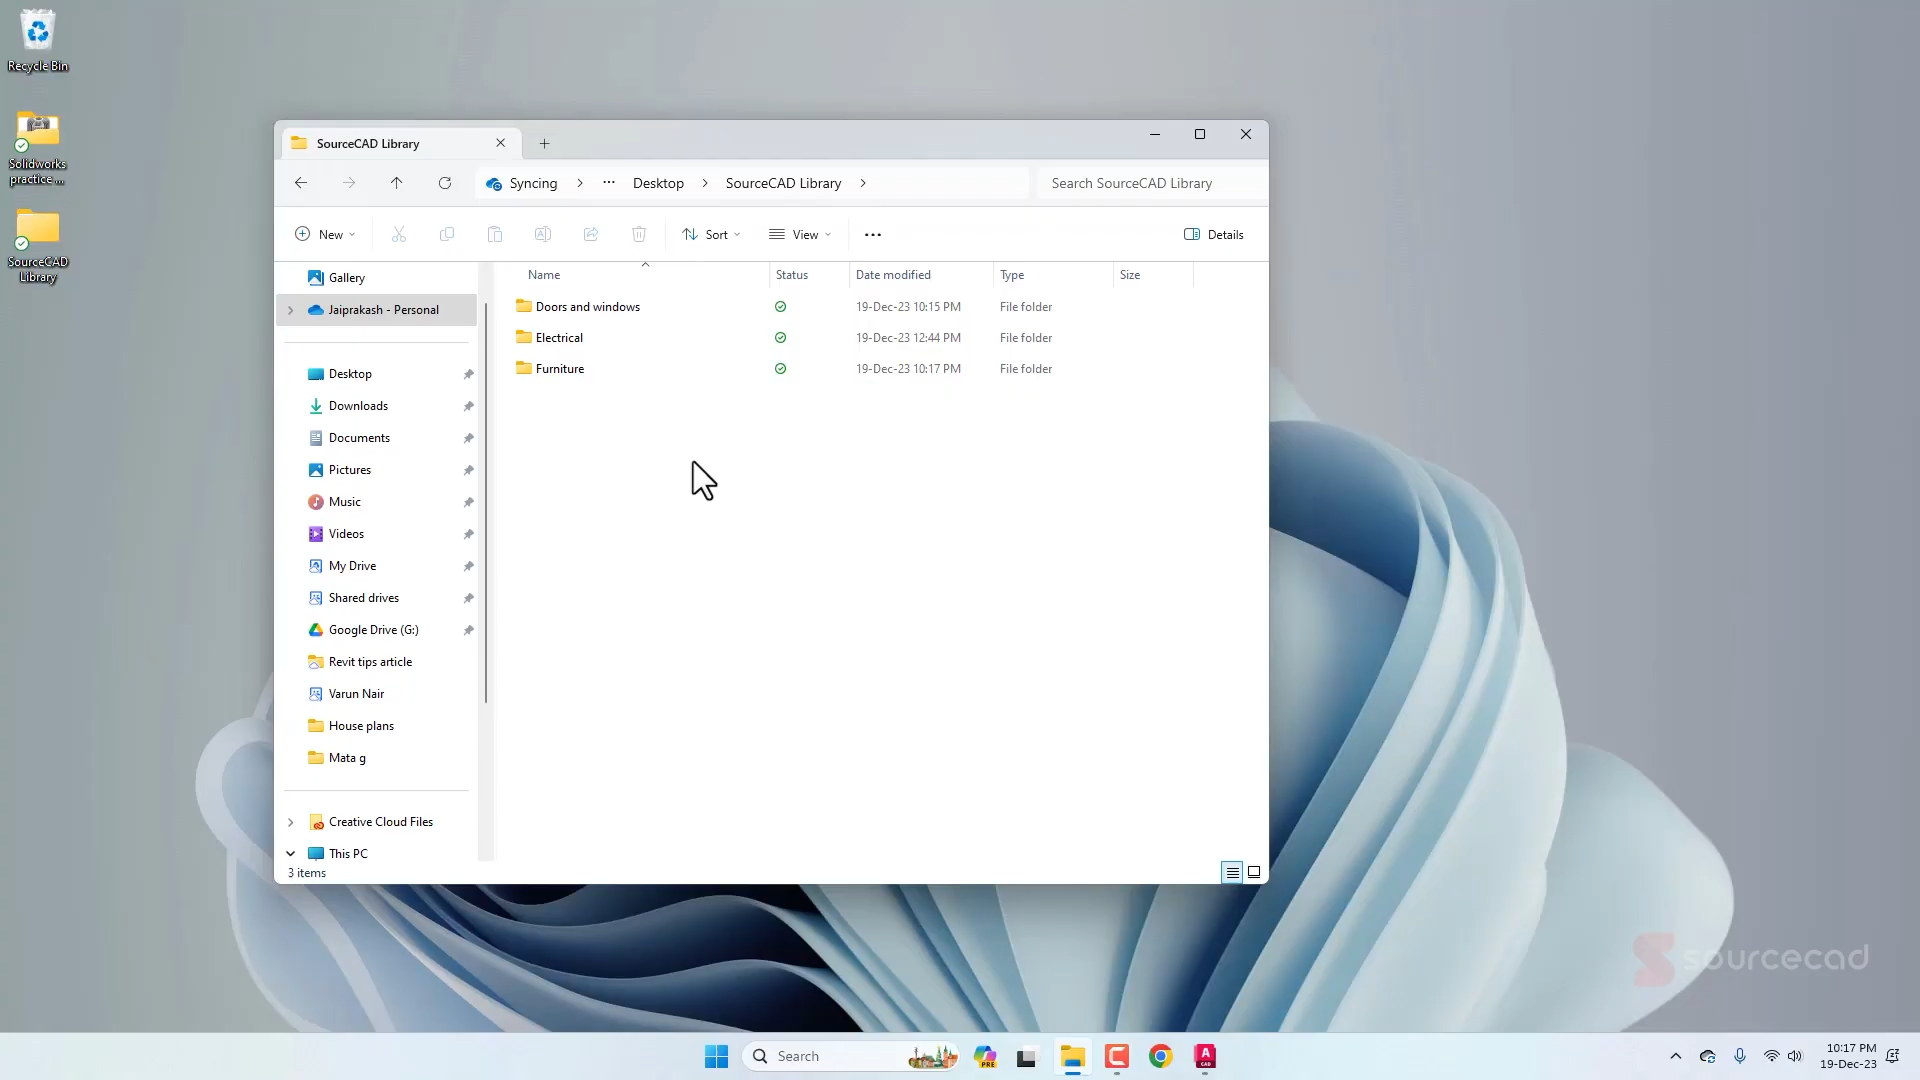 Recycle Bin
Solidworks
practice ...
SourceCAD
Library
SourceCAD Library
Syncing
Desktop
SourceCAD Library
Search SourceCAD Library
New
Sort
View
Details
Gallery
Jaiprakash - Personal
Desktop
Downloads
Documents
Pictures
Music
Videos
My Drive
Shared drives
Google Drive (G:)
Revit tips article
Varun Nair
House plans
Mata g
Creative Cloud Files
This PC
3 items
Name Status Date modified Type Size
Doors and windows 19-Dec-23 10:15 PM File folder
Electrical 19-Dec-23 12:44 PM File folder
Furniture 19-Dec-23 10:17 PM File folder
sourcecad
Search
PRE
A
CAD
10:17 PM
19-Dec-23